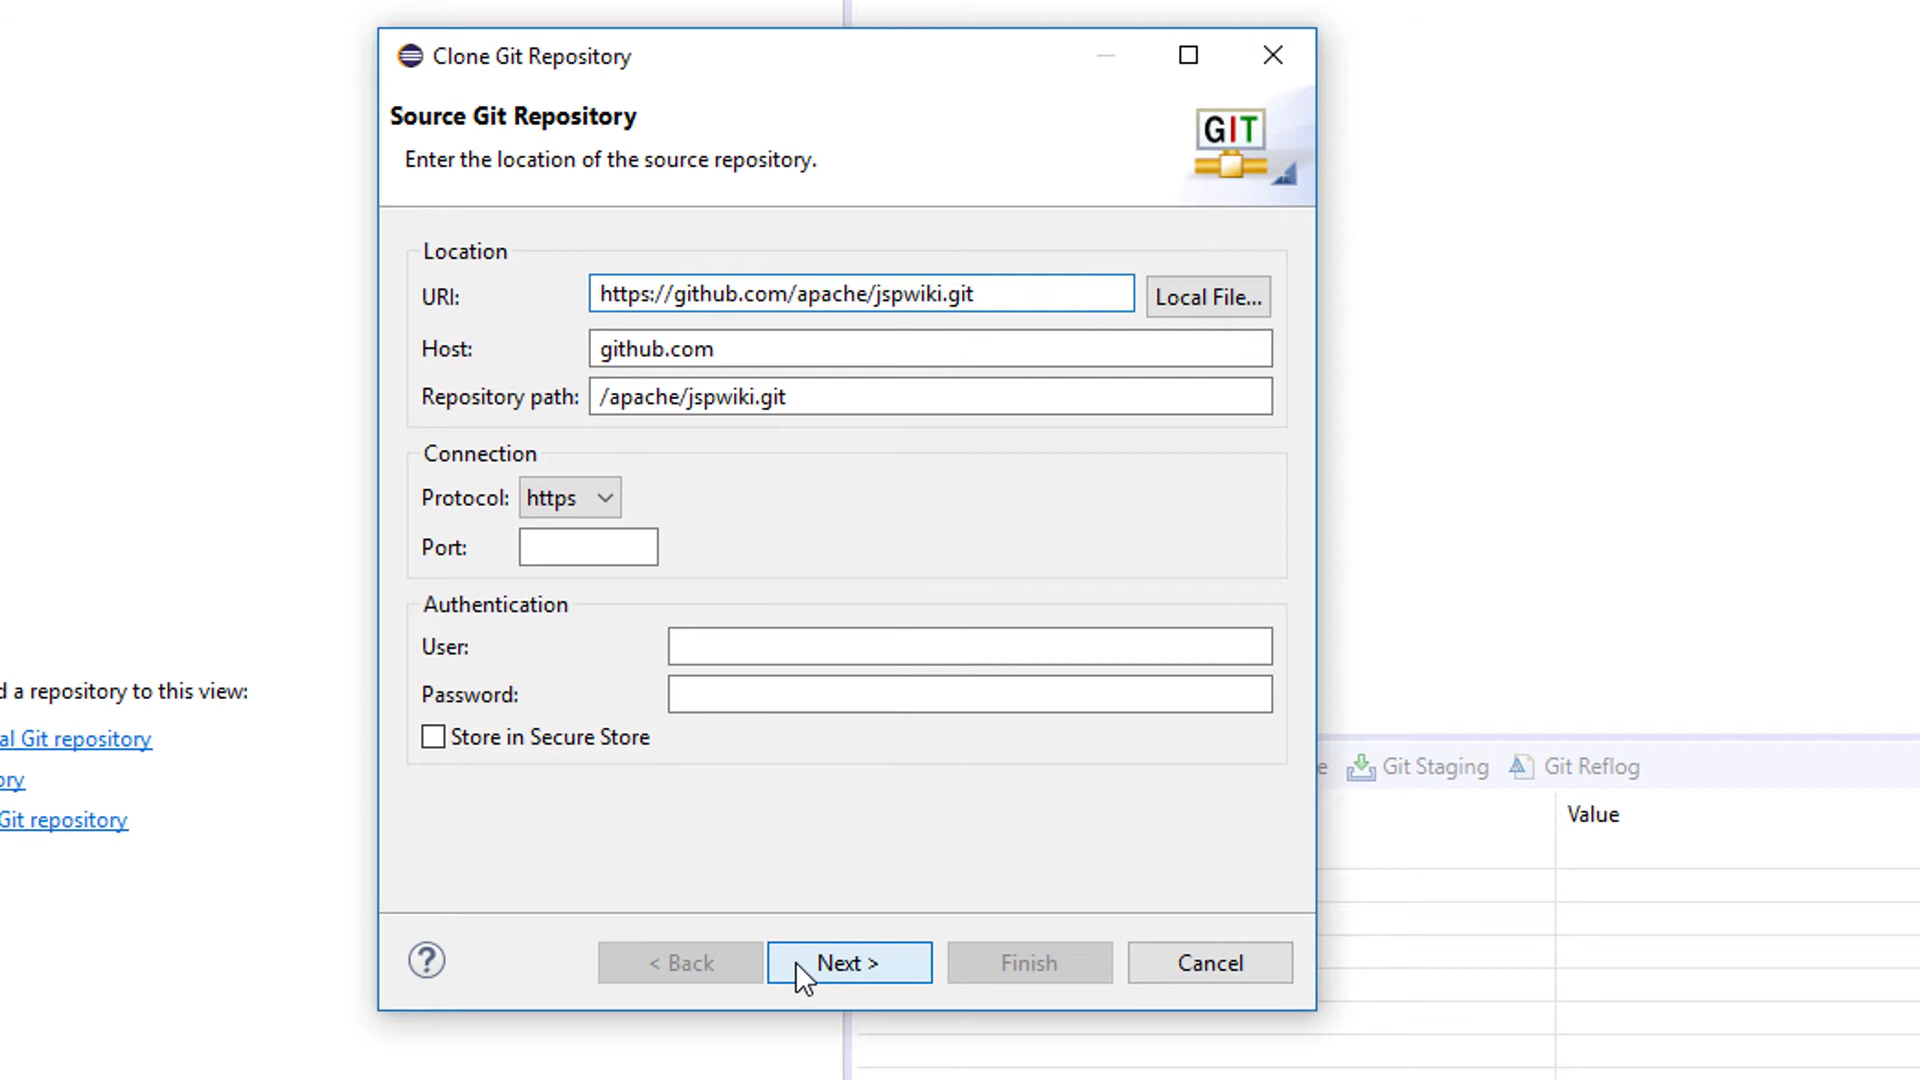 Clone Git Repository
Source Git Repository
Enter the location of the source repository.
GIT
Location
URI: https://github.com/apache/jspwiki.git Local File...
Host: github.com
Repository path: /apache/jspwiki.git
Connection
Protocol: https
Port:
Authentication
User:
Password:
Store in Secure Store
? < Back Next > Finish Cancel
d a repository to this view:
al Git repository
ory
Git repository
e Git Staging Git Reflog
Value